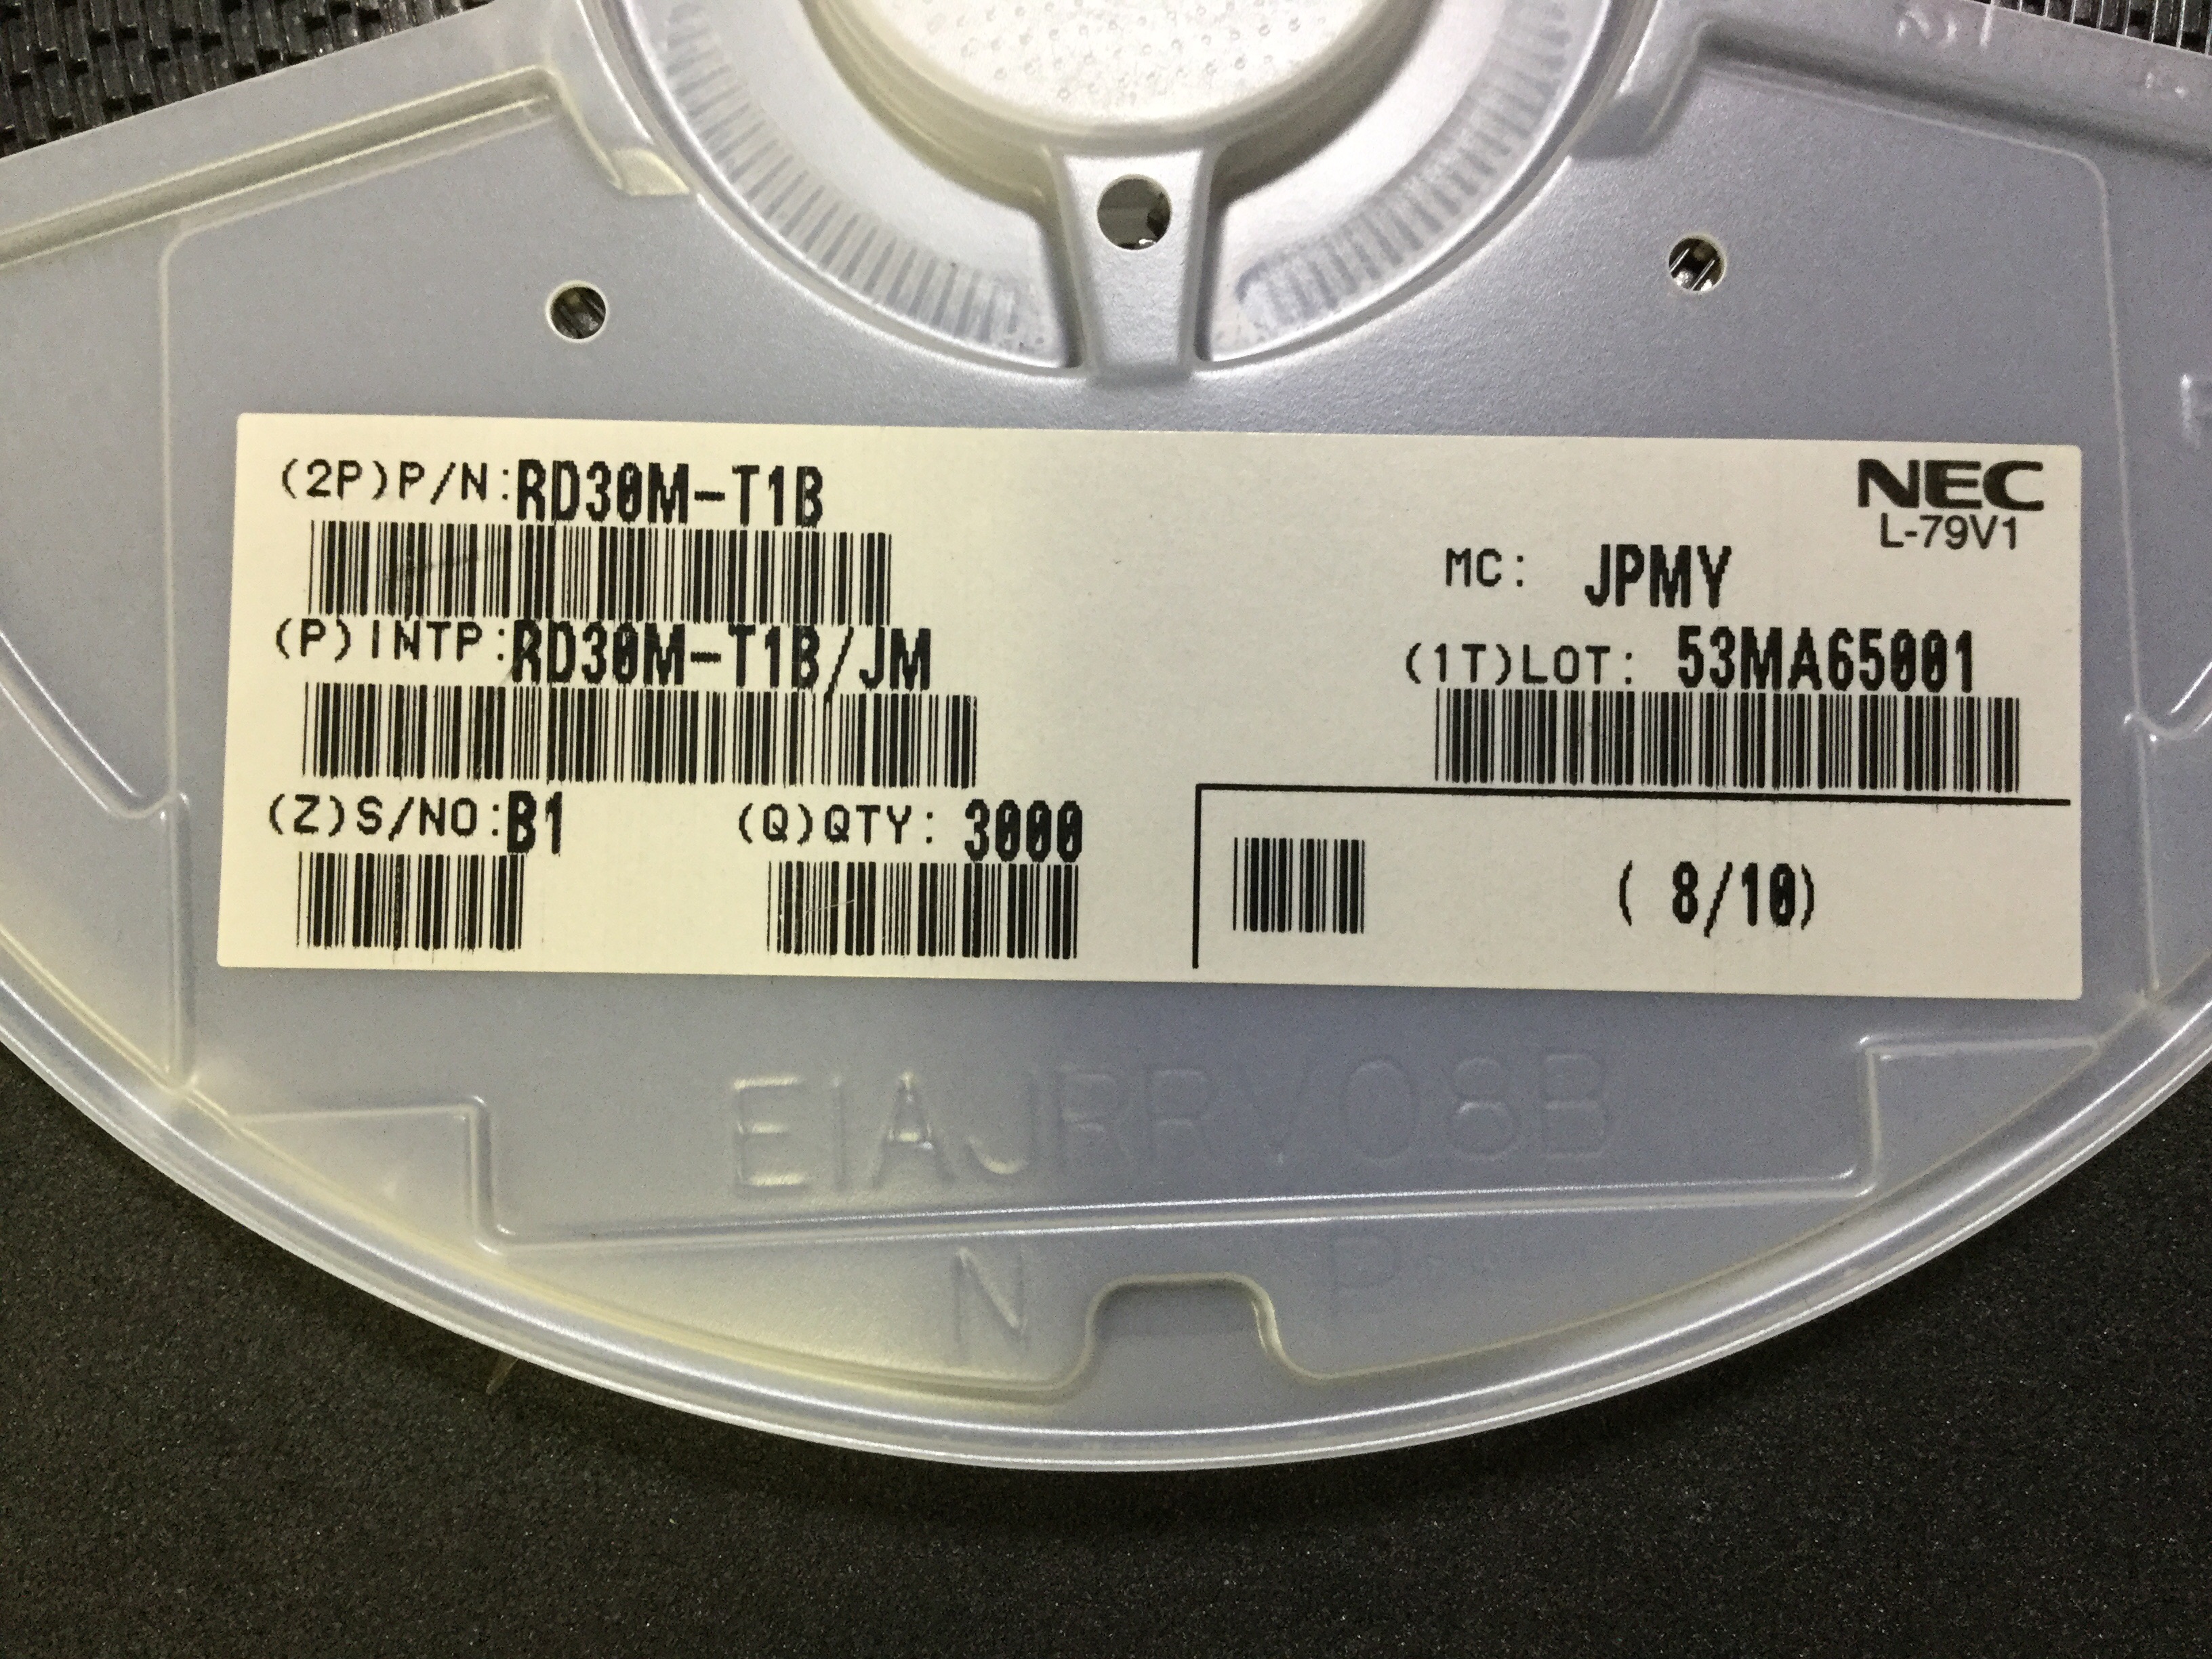 (2P)P/N:RD30M-T1B
NEC
L-79V1
MC: JPMY
(P)INTP:RD30M-T1B/JM
(1T)LOT: 53MA65001
(Z)S/NO:B1 (Q)QTY: 3000
( 8/10)
EIAJRRV08B
N P